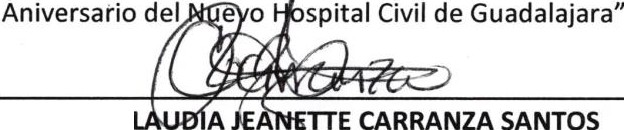 Aniversario del Nuevo Hospital Civil de Guadalajara”
LAUDIA JEANETTE CARRANZA SANTOS